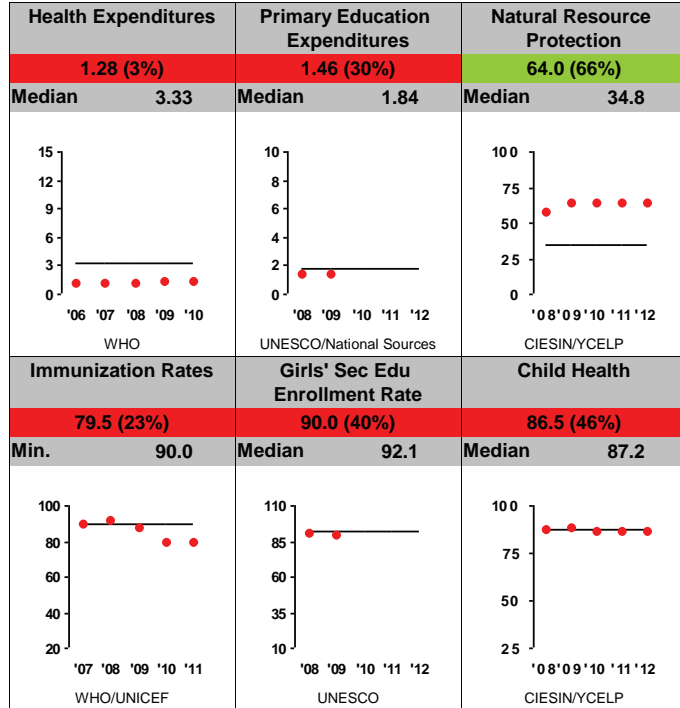 Health Expenditures
1.28 (3%)
Median 3.33
15
12
9
6
3
0
'06 '07 '08 '09 '10
WHO
Primary Education
Expenditures
1.46 (30%)
Median 1.84
10
8
6
4
2
0
'08 '09 '10 '11 '12
UNESCO/National Sources
Natural Resource
Protection
64.0 (66%)
Median 34.8
100
75
50
25
0
'08 '09 '10 '11 '12
CIESIN/YCELP
Immunization Rates
79.5 (23%)
Min. 90.0
100
80
60
40
20
'07 '08 '09 '10 '11
WHO/UNICEF
Girls' Sec Edu
Enrollment Rate
90.0 (40%)
Median 92.1
110
85
60
35
10
'08 '09 '10 '11 '12
UNESCO
Child Health
86.5 (46%)
Median 87.2
100
75
50
25
'08 '09 '10 '11 '12
CIESIN/YCELP